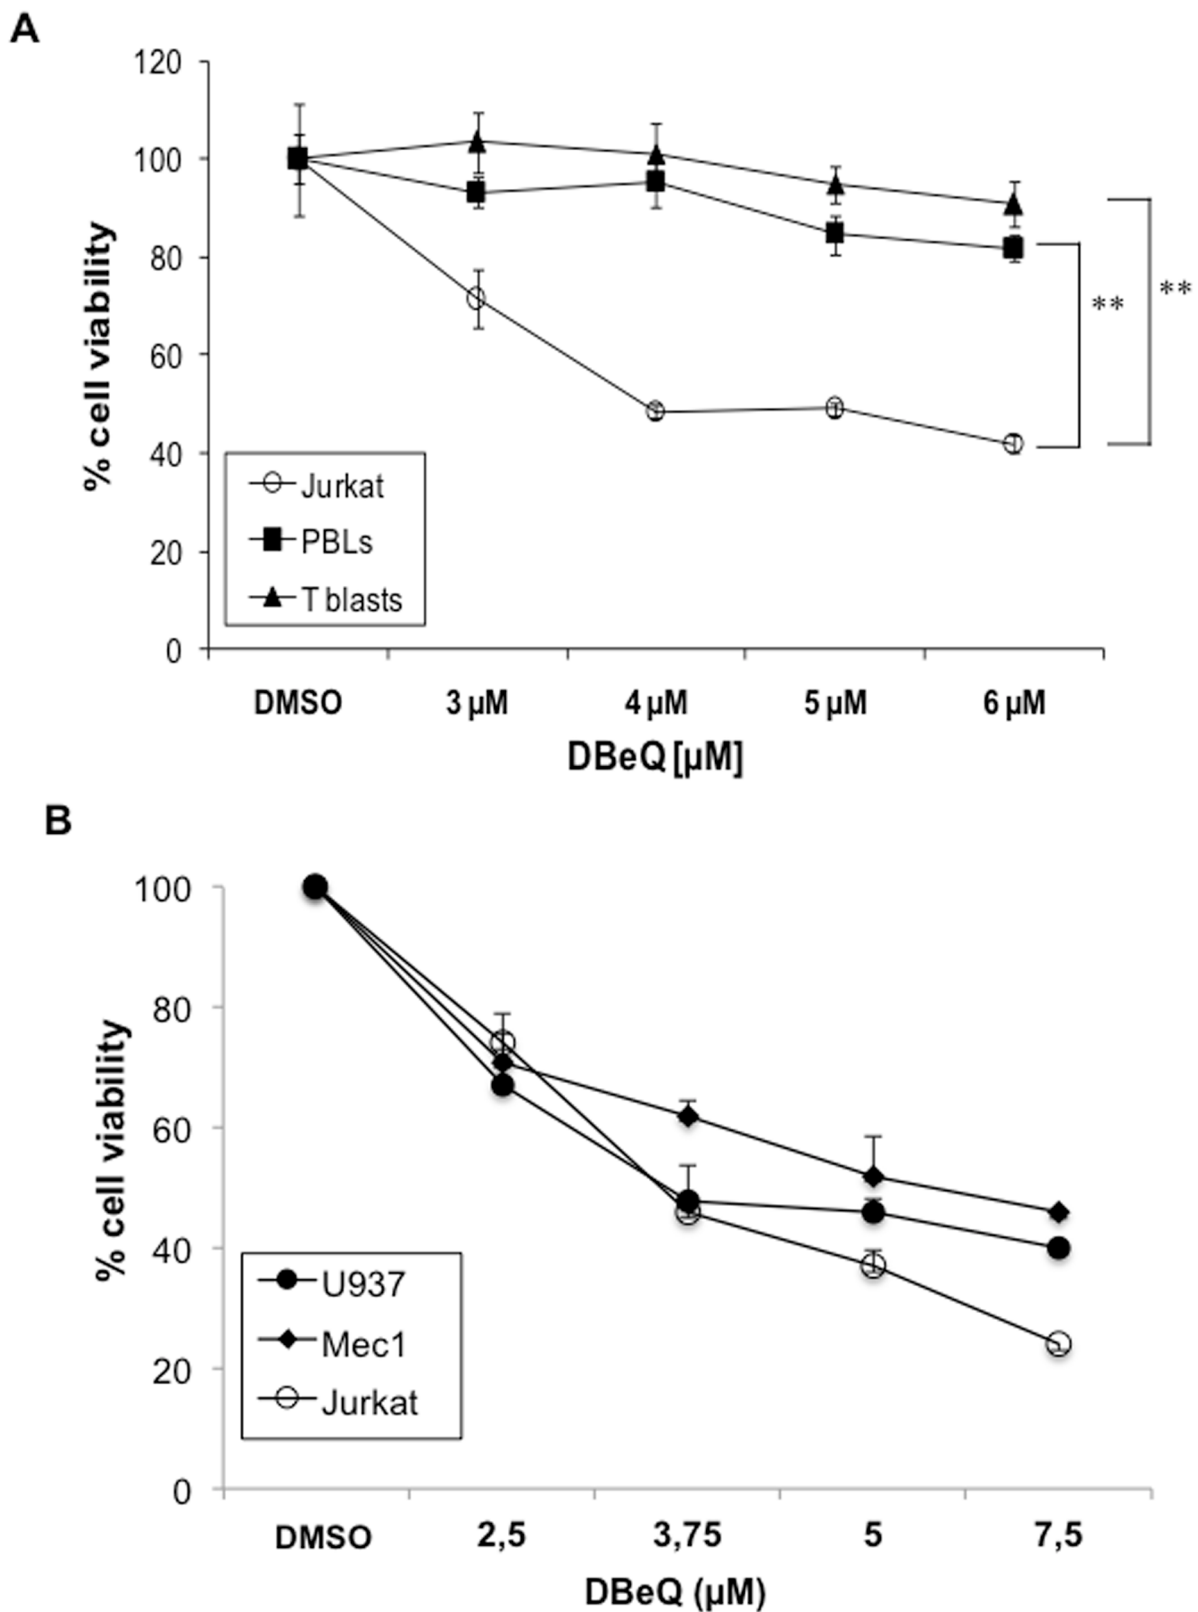 A
120
100
80
60
40
20
0
% cell viability
**
**
Jurkat
PBLs
T blasts
DMSO 3 µM 4 µM 5 µM 6 µM
DBeQ [µM]
B
100
80
60
40
20
0
% cell viability
U937
Mec1
Jurkat
DMSO 2,5 3,75 5 7,5
DBeQ (µM)